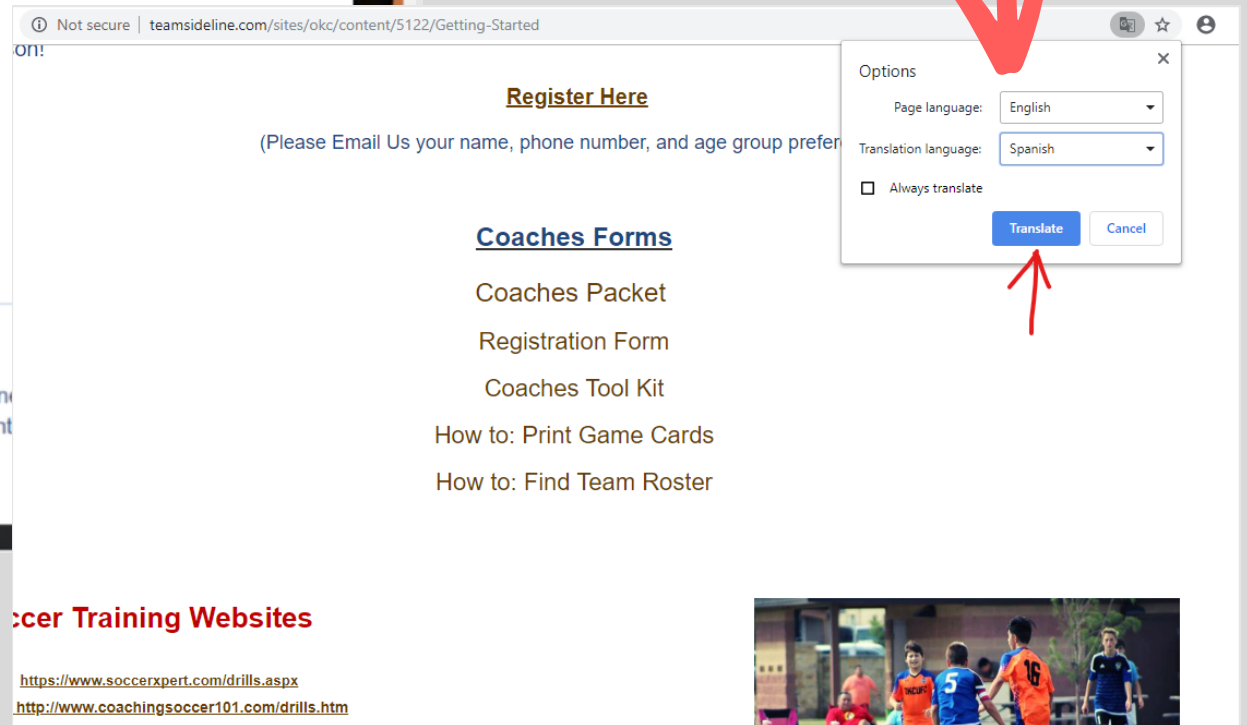 Not secure | teamsideline.com/sites/okc/content/5122/Getting-Started
on!
Register Here
(Please Email Us your name, phone number, and age group prefer
Options
Page language: English
Translation language: Spanish
Always translate
Translate Cancel
Coaches Forms
Coaches Packet
Registration Form
Coaches Tool Kit
How to: Print Game Cards
How to: Find Team Roster
ccer Training Websites
https://www.soccerxpert.com/drills.aspx
http://www.coachingsoccer101.com/drills.htm
5
16